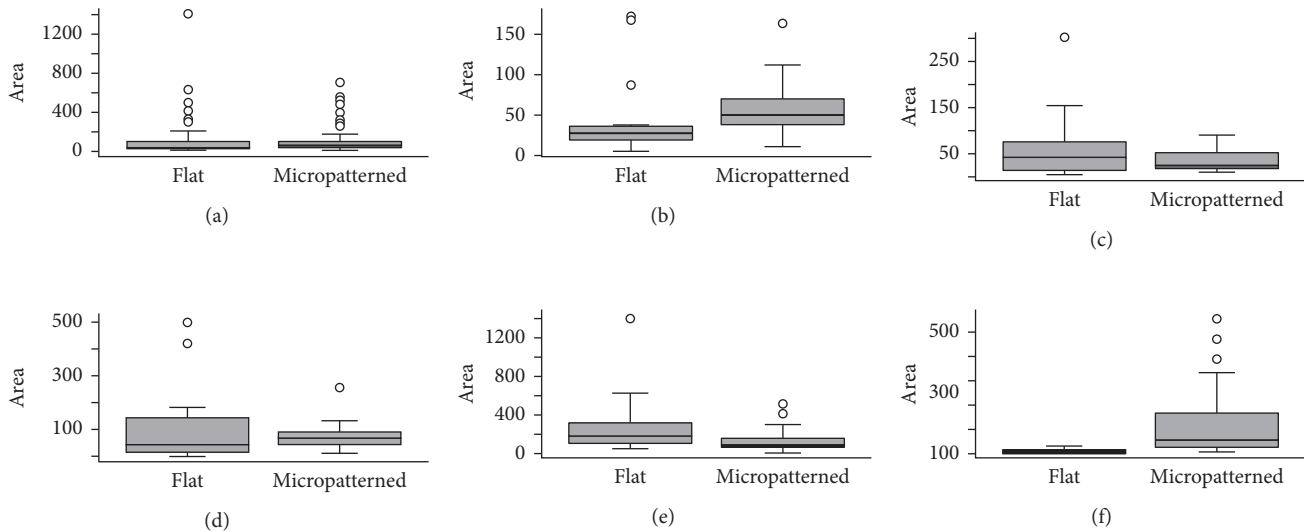 Area
1200
800
400
0
Flat Micropatterned
(a)
Area
150
100
50
0
Flat Micropatterned
(b)
Area
250
150
50
Flat Micropatterned
(c)
Area
500
300
100
Flat Micropatterned
(d)
Area
1200
800
400
0
Flat Micropatterned
(e)
Area
500
300
100
Flat Micropatterned
(f)